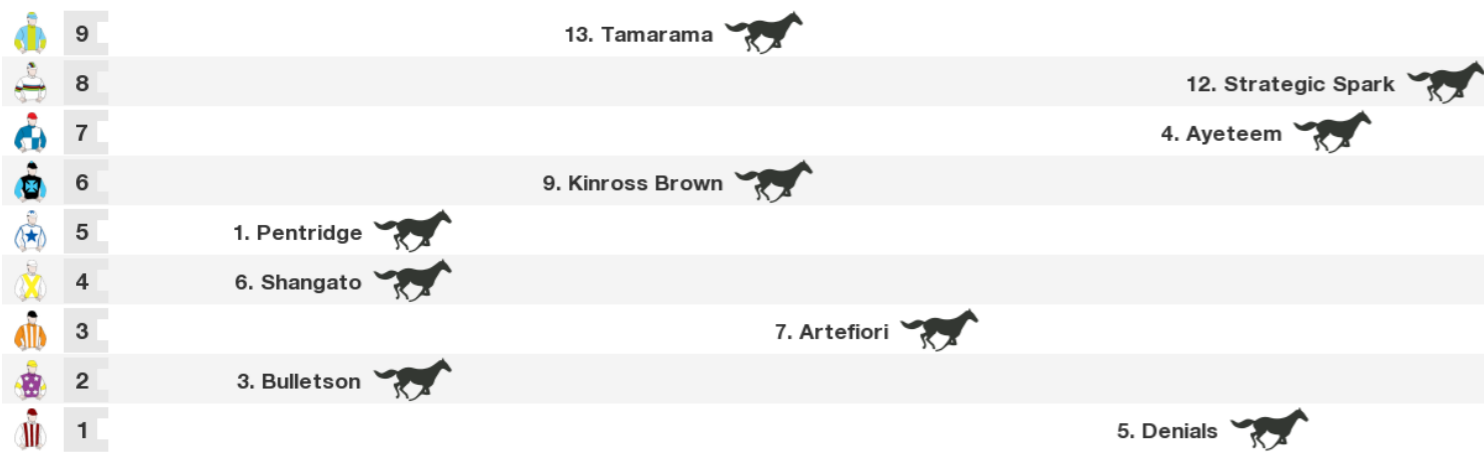 9 13. Tamarama
8 12. Strategic Spark
7 4. Ayeteem
6 9. Kinross Brown
5 1. Pentridge
4 6. Shangato
3 7. Artefiori
2 3. Bulletson
1 5. Denials